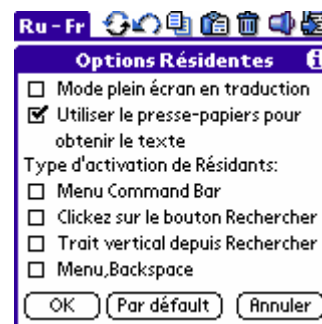 Ru-Fr
Options Résidentes
Mode plein écran en traduction
Utiliser le presse-papiers pour
obtenir le texte
Type d'activation de Résidants:
Menu Command Bar
Clickez sur le bouton Rechercher
Trait vertical depuis Rechercher
Menu,Backspace
OK Par défault Annuler